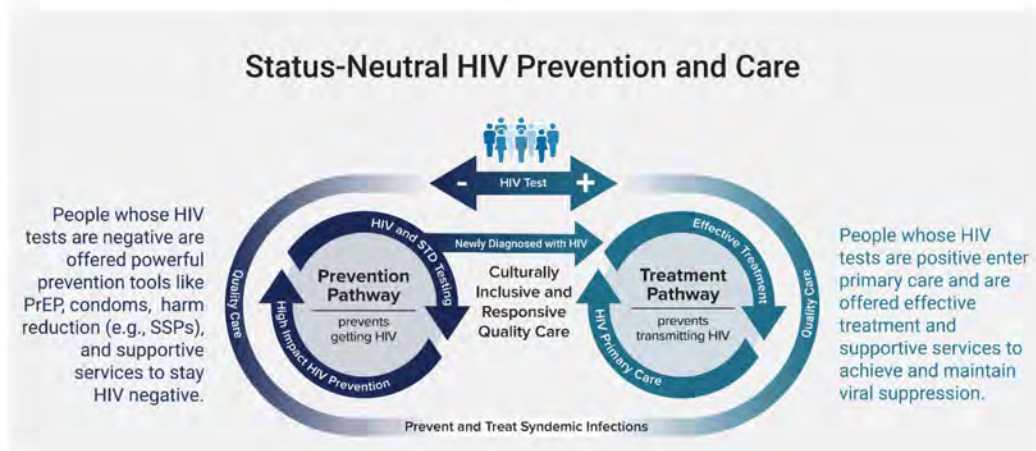 Status-Neutral HIV Prevention and Care
-
HIV Test
+
People whose HIV
tests are negative are
offered powerful
prevention tools like
PrEP, condoms, harm
reduction (e.g., SSPs),
and supportive
services to stay
HIV negative.
Quality Care
HIV and STD Testing
Prevention
Pathway
prevents
getting HIV
High Impact HIV Prevention
Newly Diagnosed with HIV
Culturally
Inclusive and
Responsive
Quality Care
Effective Treatment
Treatment
Pathway
prevents
transmitting HIV
HIV Primary Care
Quality Care
People whose HIV
tests are positive enter
primary care and are
offered effective
treatment and
supportive services to
achieve and maintain
viral suppression.
Prevent and Treat Syndemic Infections